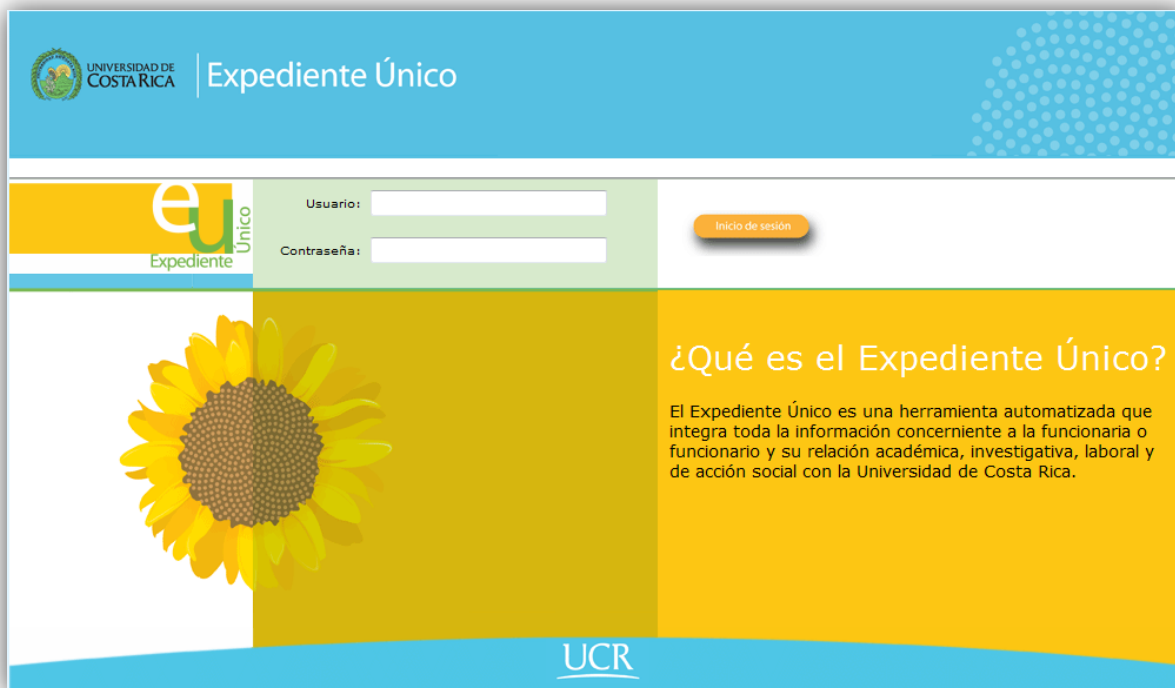 UNIVERSIDAD DE
COSTA RICA
Expediente Único
eu
Expediente
Único
Usuario:
Contraseña:
Inicio de sesión
¿Qué es el Expediente Único?
El Expediente Único es una herramienta automatizada que
integra toda la información concerniente a la funcionaria o
funcionario y su relación académica, investigativa, laboral y
de acción social con la Universidad de Costa Rica.
UCR